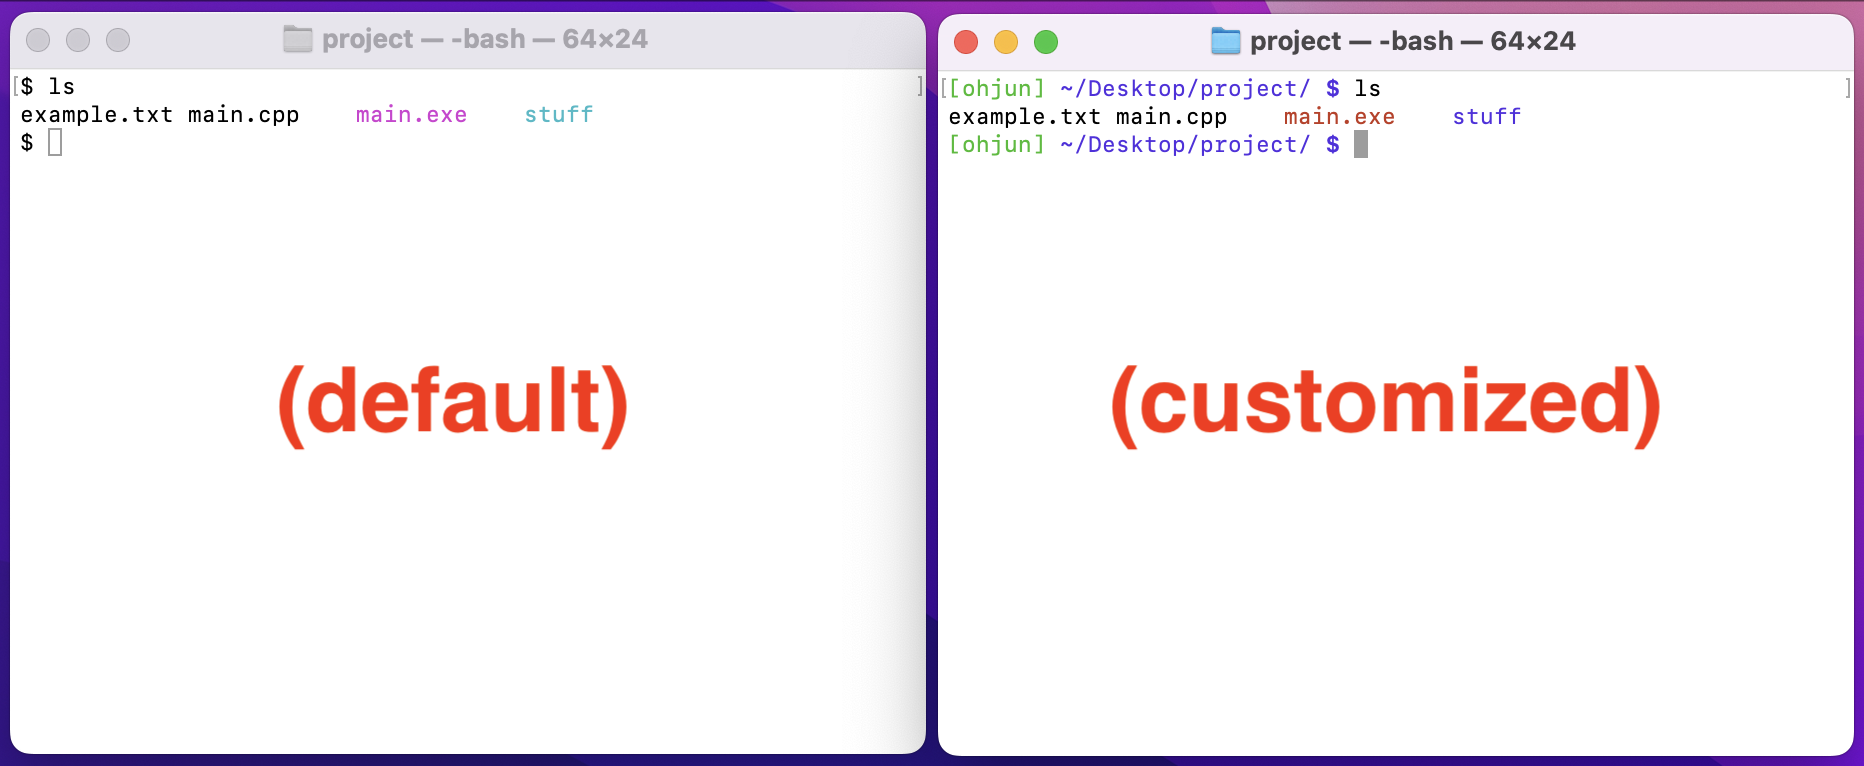 project — -bash — 64×24
[$ ls ]
example.txt main.cpp    main.exe    stuff
$
(default)
project — -bash — 64×24
[[ohjun] ~/Desktop/project/ $ ls ]
example.txt main.cpp    main.exe    stuff
[ohjun] ~/Desktop/project/ $
(customized)